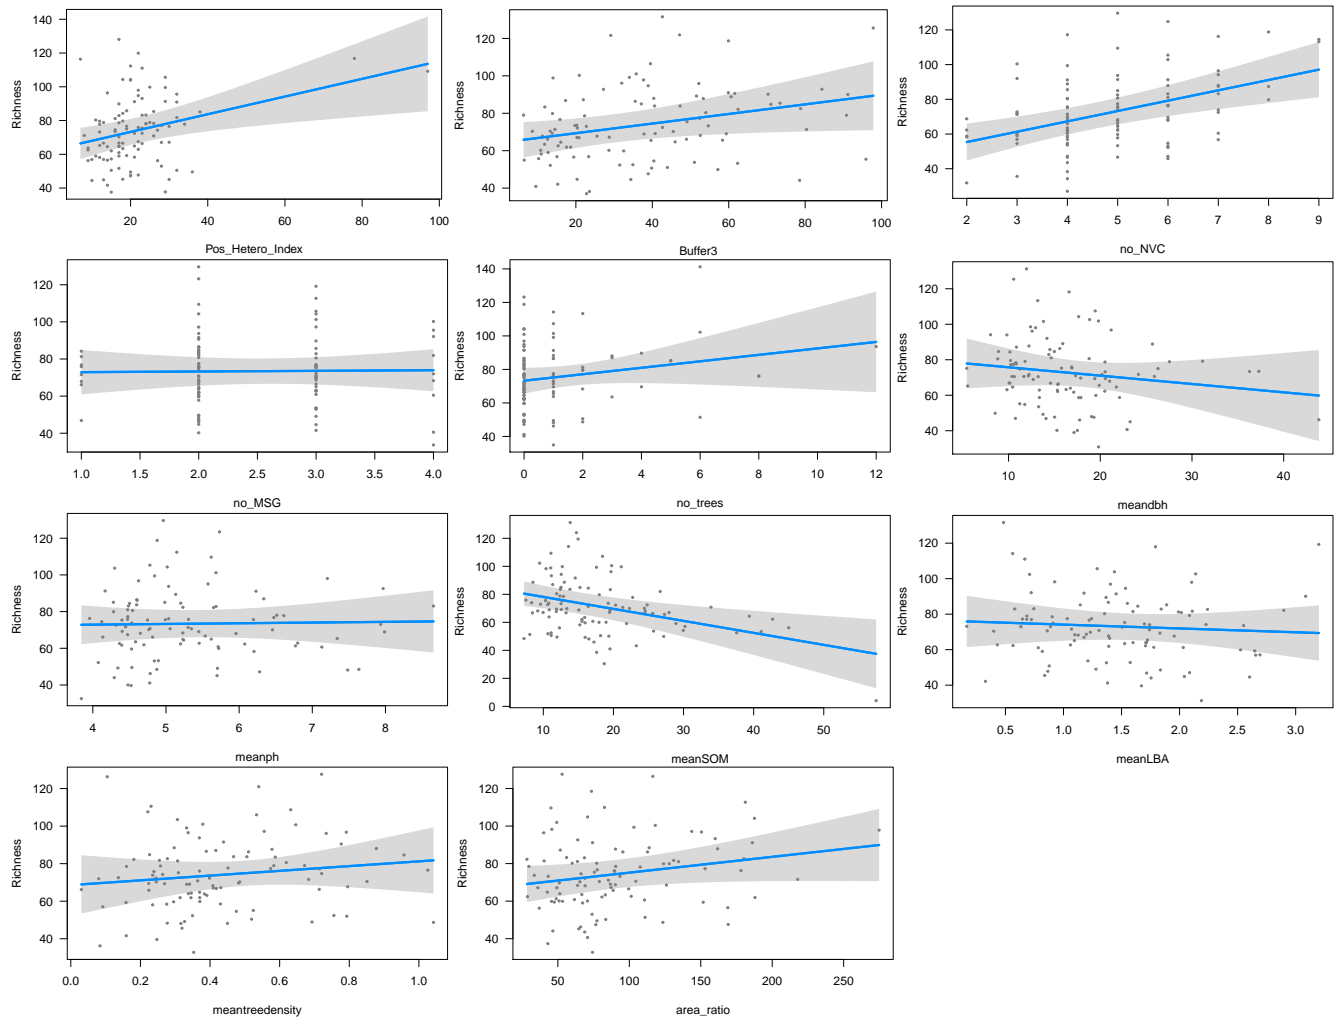 Richness
140
120
100
80
60
40
20 40 60 80 100
Pos_Hetero_Index
Richness
120
100
80
60
40
20 40 60 80 100
Buffer3
Richness
120
100
80
60
40
2 3 4 5 6 7 8 9
no_NVC
Richness
120
100
80
60
40
1.0 1.5 2.0 2.5 3.0 3.5 4.0
no_MSG
Richness
140
120
100
80
60
40
0 2 4 6 8 10 12
no_trees
Richness
120
100
80
60
40
10 20 30 40
meandbh
Richness
120
100
80
60
40
4 5 6 7 8
meanph
Richness
120
100
80
60
40
20
0
10 20 30 40 50
meanSOM
Richness
120
100
80
60
40
0.5 1.0 1.5 2.0 2.5 3.0
meanLBA
Richness
120
100
80
60
40
0.0 0.2 0.4 0.6 0.8 1.0
meantreedensity
Richness
120
100
80
60
40
50 100 150 200 250
area_ratio